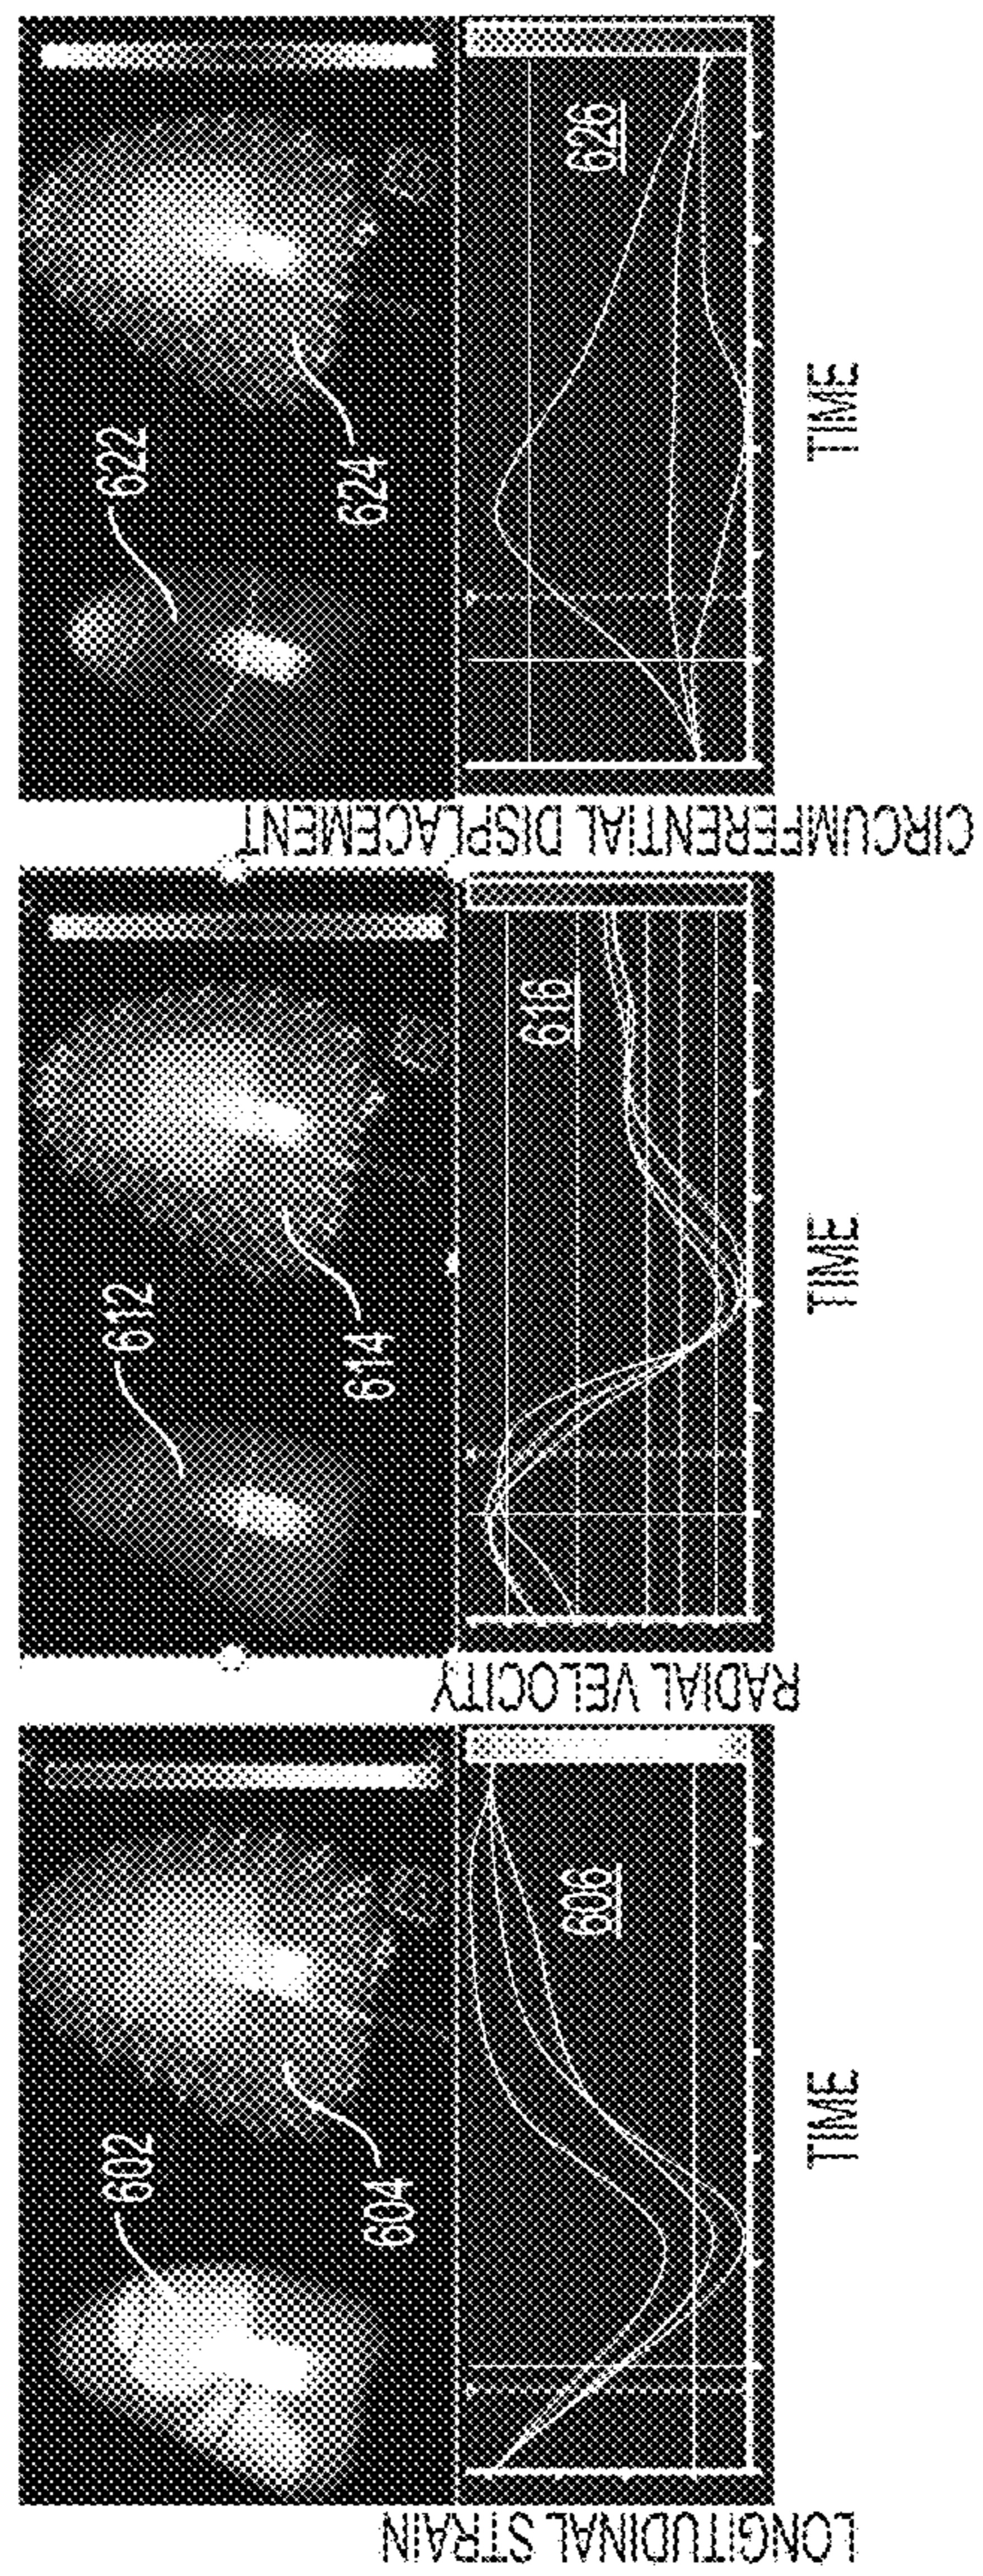 LONGITUDINAL STRAIN
602
604
606
TIME
RADIAL VELOCITY
612
614
616
TIME
CIRCUMFERENTIAL DISPLACEMENT
622
624
626
TIME